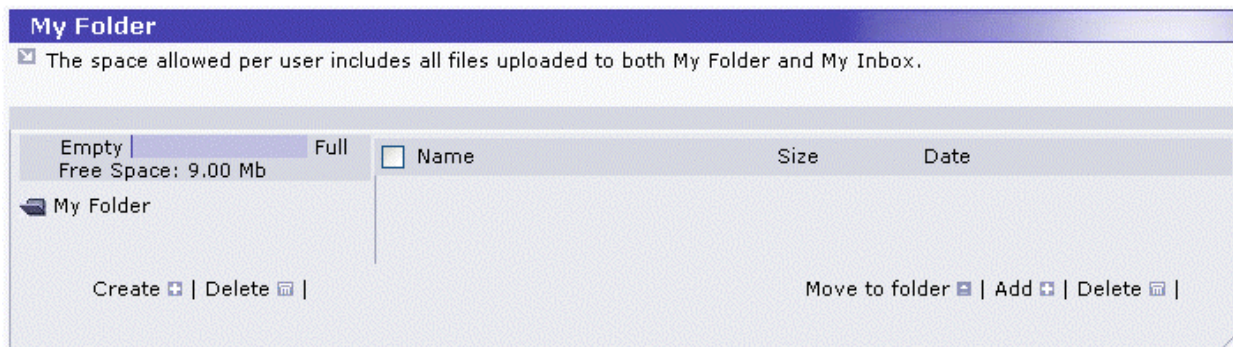 My Folder
The space allowed per user includes all files uploaded to both My Folder and My Inbox.
Empty Full
Free Space: 9.00 Mb
Name Size Date
My Folder
Create | Delete |
Move to folder | Add | Delete |